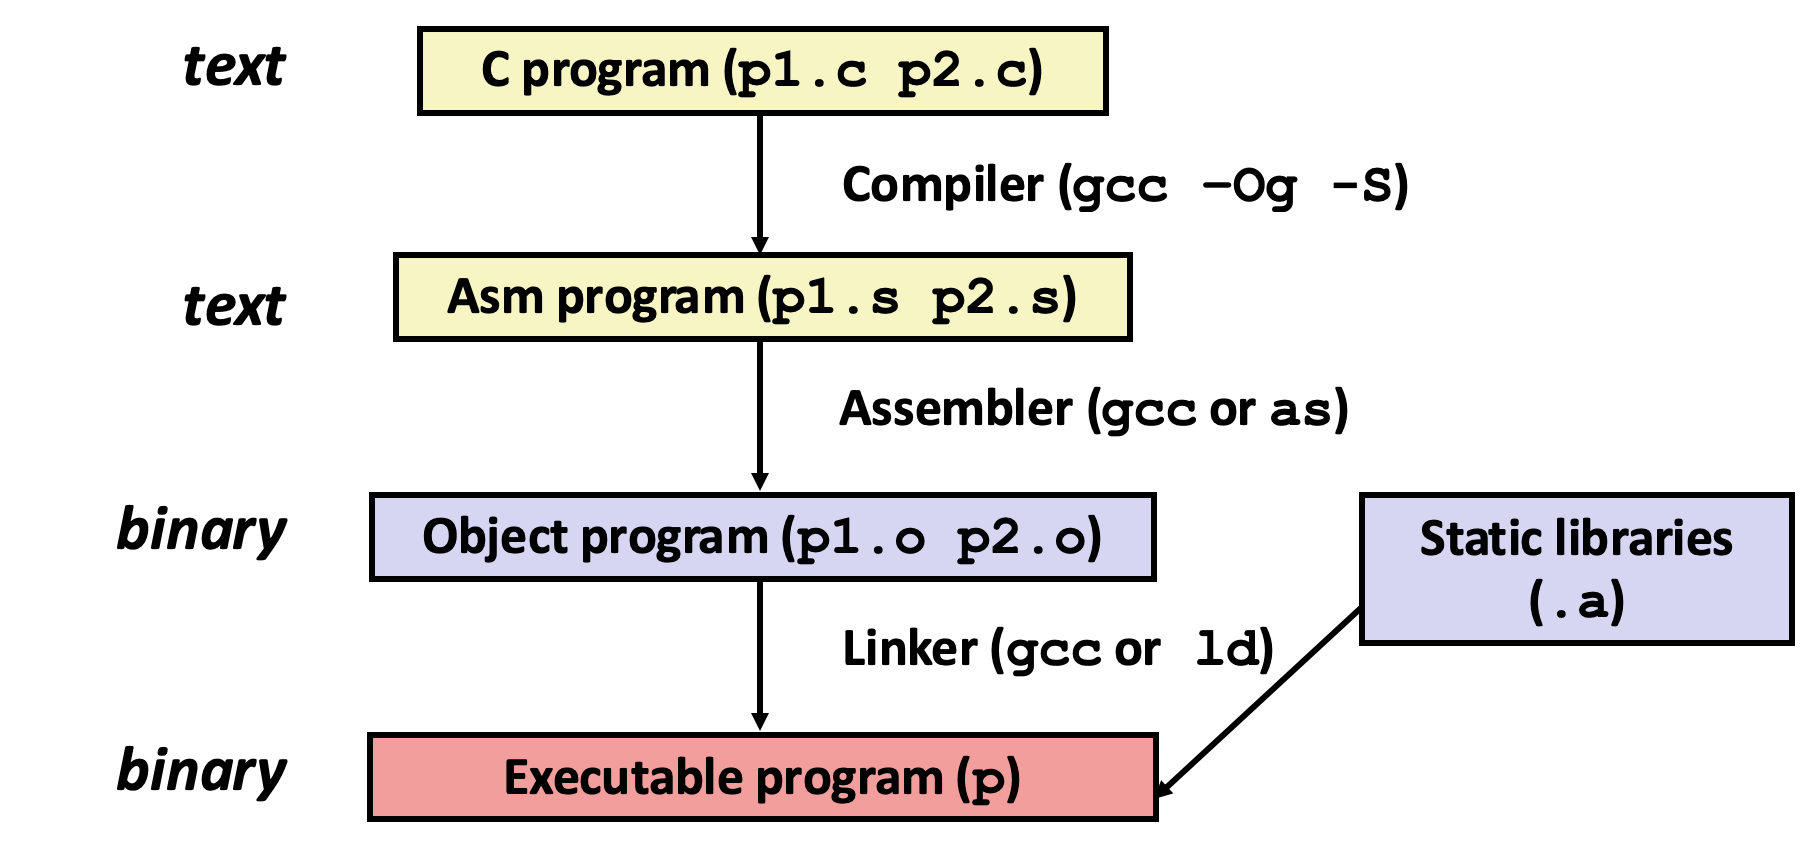 text
C program (p1.c p2.c)
Compiler (gcc –Og -S)
text
Asm program (p1.s p2.s)
Assembler (gcc or as)
binary
Object program (p1.o p2.o)
Static libraries
(.a)
Linker (gcc or ld)
binary
Executable program (p)